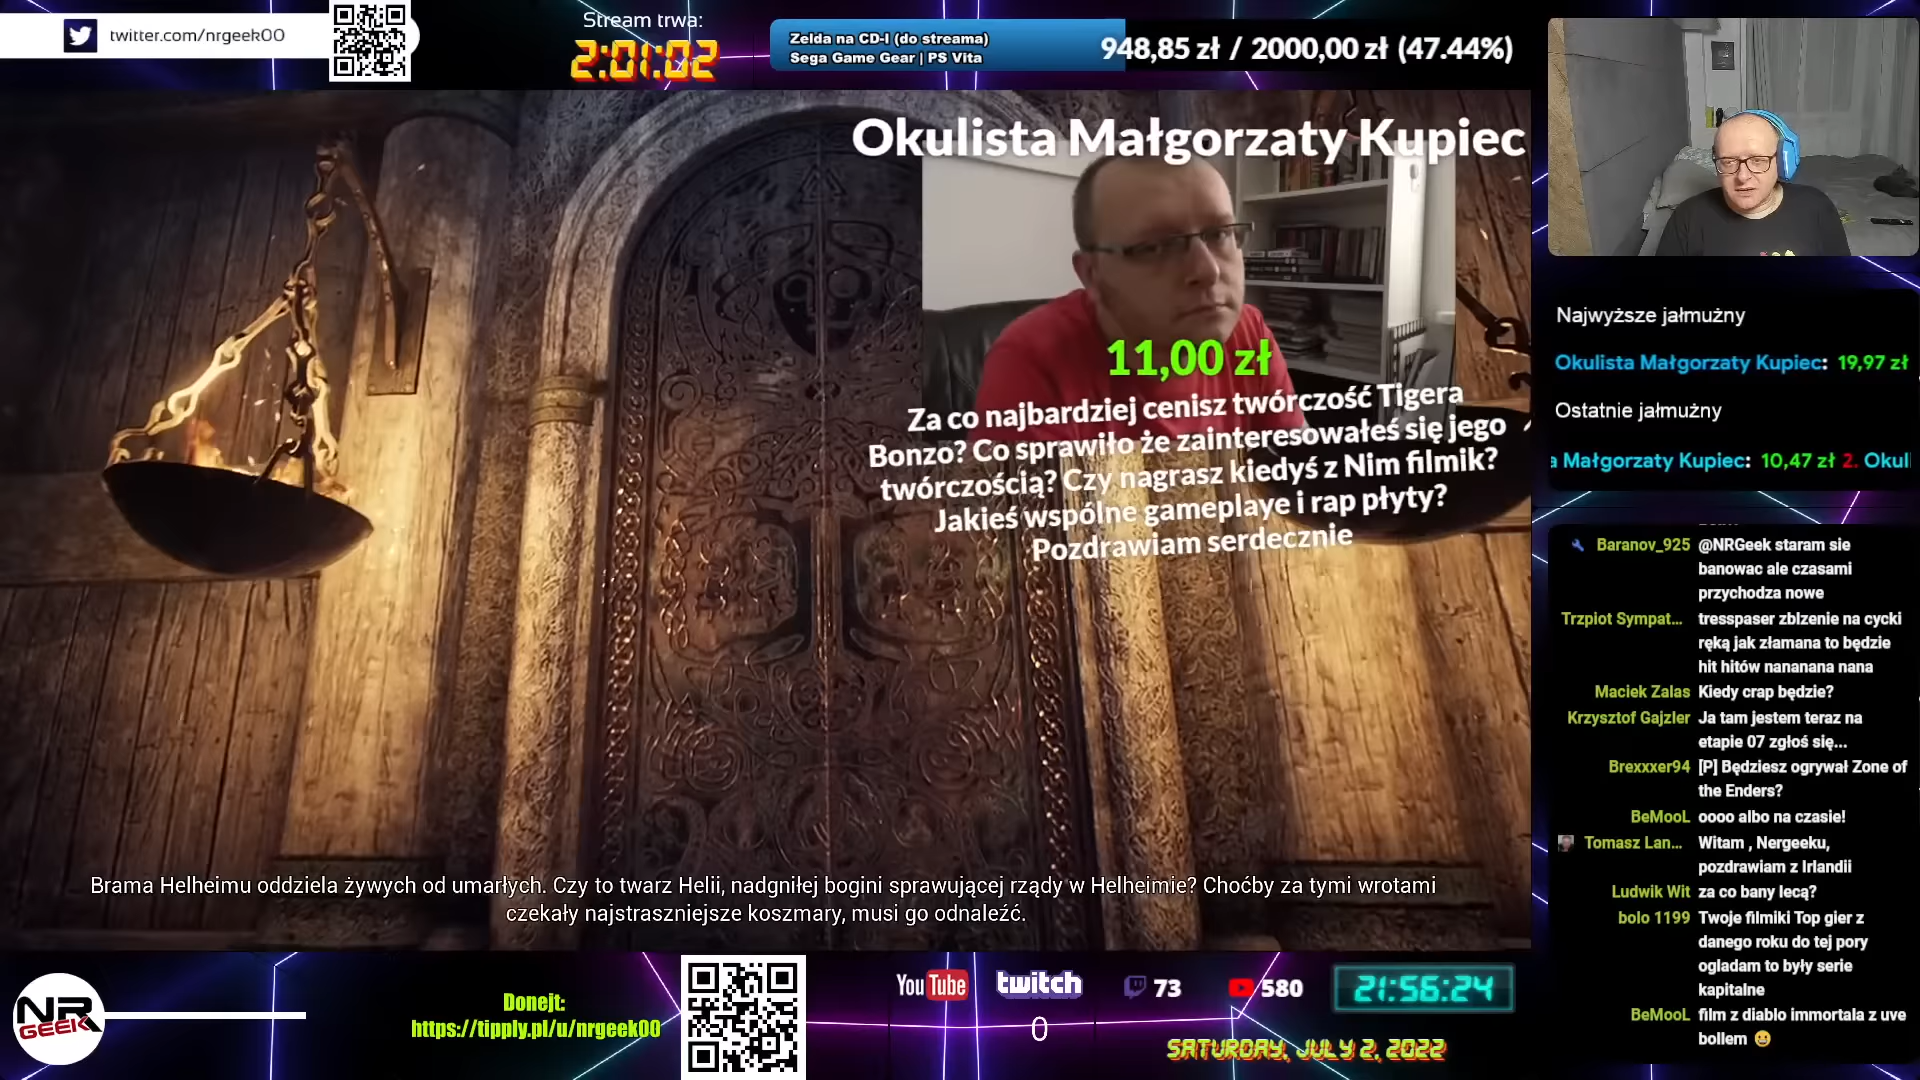 twitter.com/nrgeek00
Stream trwa:
2:01:02
Zelda na CD-I (do streama)
Sega Game Gear | PS Vita
948,85 zł / 2000,00 zł (47.44%)
Okulista Małgorzaty Kupiec
11,00 zł
Za co najbardziej cenisz twórczość Tigera
Bonzo? Co sprawiło że zainteresowałeś się jego
twórczością? Czy nagrasz kiedyś z Nim filmik?
Jakieś wspólne gameplaye i rap płyty?
Pozdrawiam serdecznie
Brama Helheimu oddziela żywych od umarłych. Czy to twarz Helii, nadgniłej bogini sprawującej rządy w Helheimie? Choćby za tymi wrotami
czekały najstraszniejsze koszmary, musi go odnaleźć.
Najwyższe jałmużny
Okulista Małgorzaty Kupiec: 19,97 zł
Ostatnie jałmużny
a Małgorzaty Kupiec: 10,47 zł 2. Okul
Baranov_925 @NRGeek staram sie
banowac ale czasami
przychodza nowe
Trzpiot Sympat... tresspaser zblzenie na cycki
ręką jak złamana to będzie
hit hitów nananana nana
Maciek Zalas Kiedy crap będzie?
Krzysztof Gajzler Ja tam jestem teraz na
etapie 07 zgłoś się...
Brexxxer94 [P] Będziesz ogrywał Zone of
the Enders?
BeMooL oooo albo na czasie!
Tomasz Lan... Witam , Nergeeku,
pozdrawiam z Irlandii
Ludwik Wit za co bany lecą?
bolo 1199 Twoje filmiki Top gier z
danego roku do tej pory
ogladam to były serie
kapitalne
BeMooL film z diablo immortala z uve
bollem
NR
GEEK
Donejt:
https://tipply.pl/u/nrgeek00
YouTube
twitch
73
580
0
21:56:24
SATURDAY, JULY 2, 2022